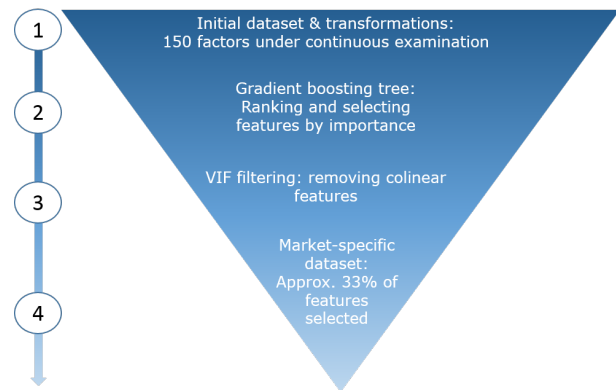 1
Initial dataset & transformations:
150 factors under continuous examination
2
Gradient boosting tree:
Ranking and selecting
features by importance
3
VIF filtering: removing colinear
features
4
Market-specific
dataset:
Approx. 33% of
features
selected